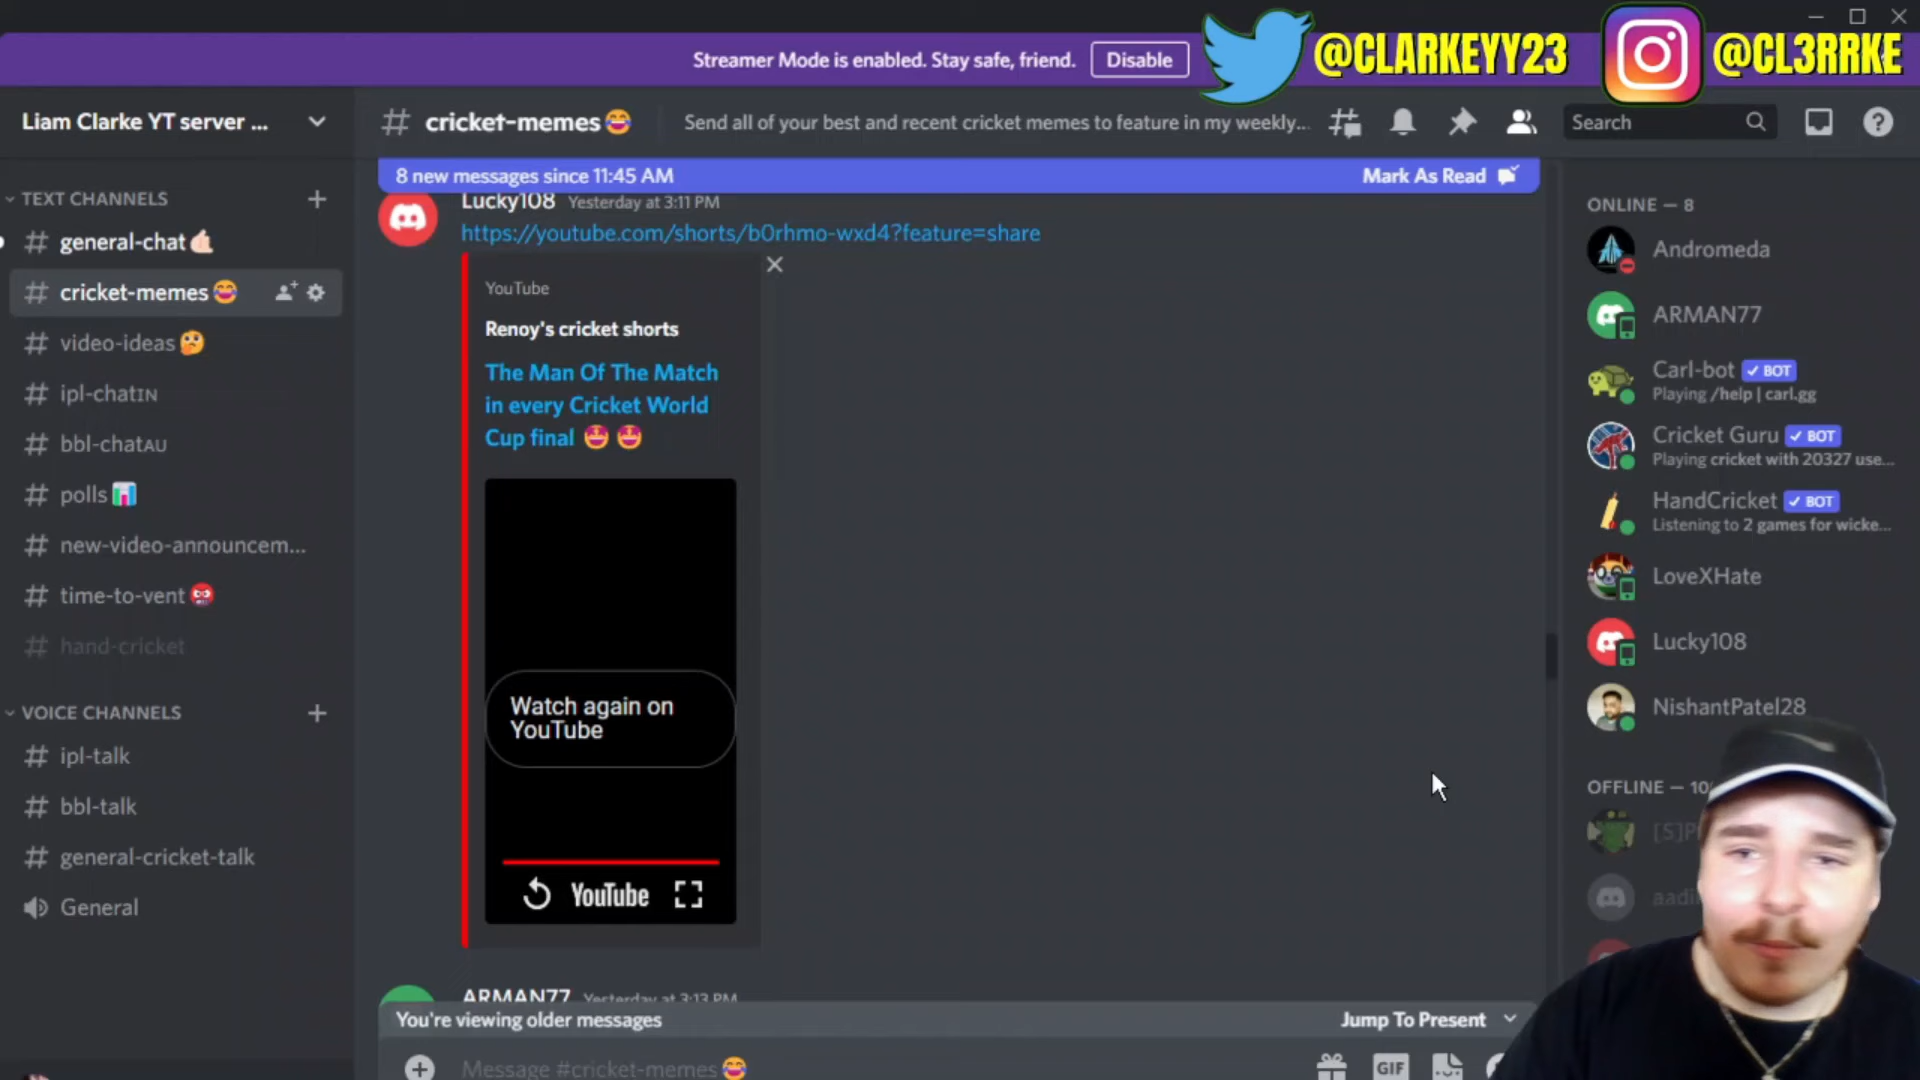 Streamer Mode is enabled. Stay safe, friend.
Disable
@CLARKEYY23
@CL3RRKE
Liam Clarke YT server ...
cricket-memes😂
Send all of your best and recent cricket memes to feature in my weekly...
Search
8 new messages since 11:45 AM
Mark As Read
TEXT CHANNELS
general-chat🤙🏻
cricket-memes😂
video-ideas🤔
ipl-chatIN
bbl-chatAU
polls📊
new-video-announcem...
time-to-vent👹
hand-cricket
VOICE CHANNELS
ipl-talk
bbl-talk
general-cricket-talk
General
Lucky108 Yesterday at 3:11 PM
https://youtube.com/shorts/b0rhmo-wxd4?feature=share
YouTube
Renoy's cricket shorts
The Man Of The Match
in every Cricket World
Cup final 🤩 🤩
Watch again on
YouTube
YouTube
ARMAN77 Yesterday at 3:13 PM
You're viewing older messages
Jump To Present
Message #cricket-memes😂
GIF
ONLINE — 8
Andromeda
ARMAN77
Carl-bot ✓ BOT
Playing /help | carl.gg
Cricket Guru ✓ BOT
Playing cricket with 20327 use...
HandCricket ✓ BOT
Listening to 2 games for wicke...
LoveXHate
Lucky108
NishantPatel28
OFFLINE — 10